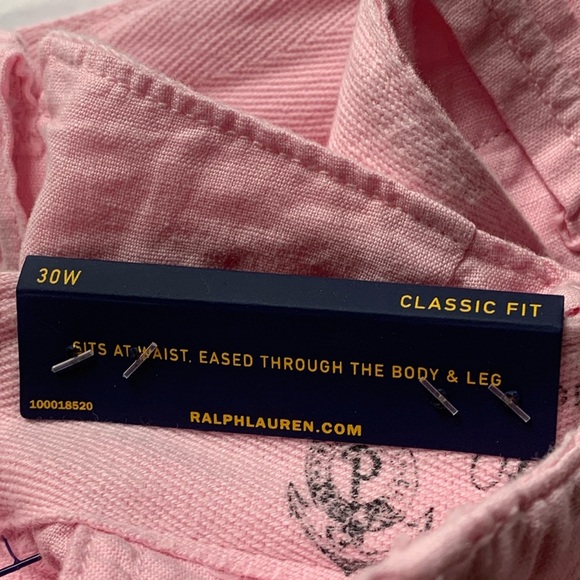 30W
CLASSIC FIT
SITS AT WAIST. EASED THROUGH THE BODY & LEG
100018520
RALPHLAUREN.COM
P